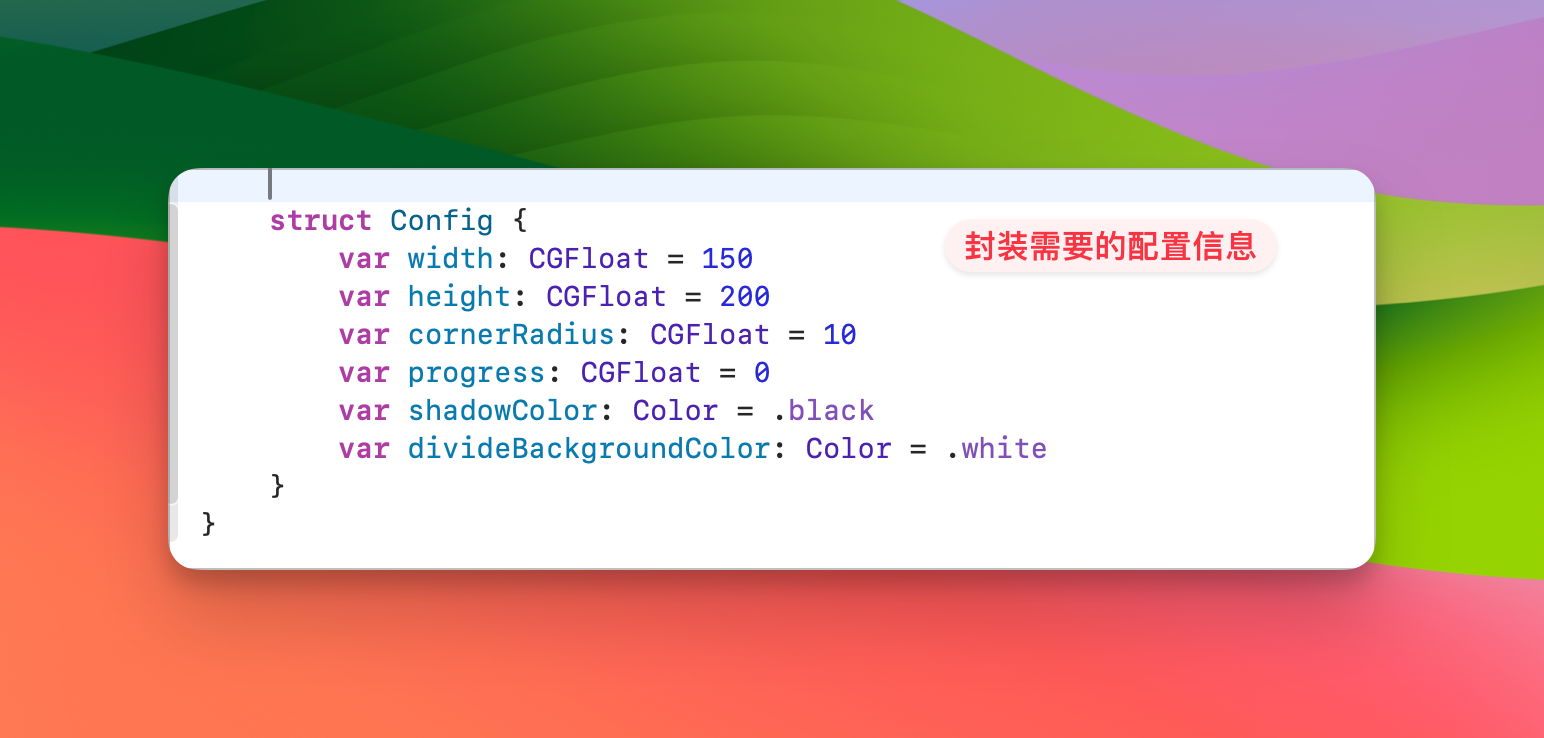 struct Config {
封装需要的配置信息
var width: CGFloat = 150
var height: CGFloat = 200
var cornerRadius: CGFloat = 10
var progress: CGFloat = 0
var shadowColor: Color = .black
var divideBackgroundColor: Color = .white
}
}